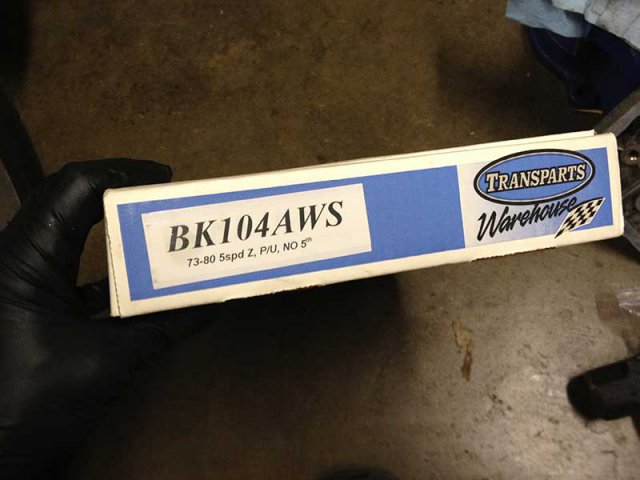 BK104AWS
73-80 5spd Z, P/U, NO 5th
TRANSPARTS
Warehouse